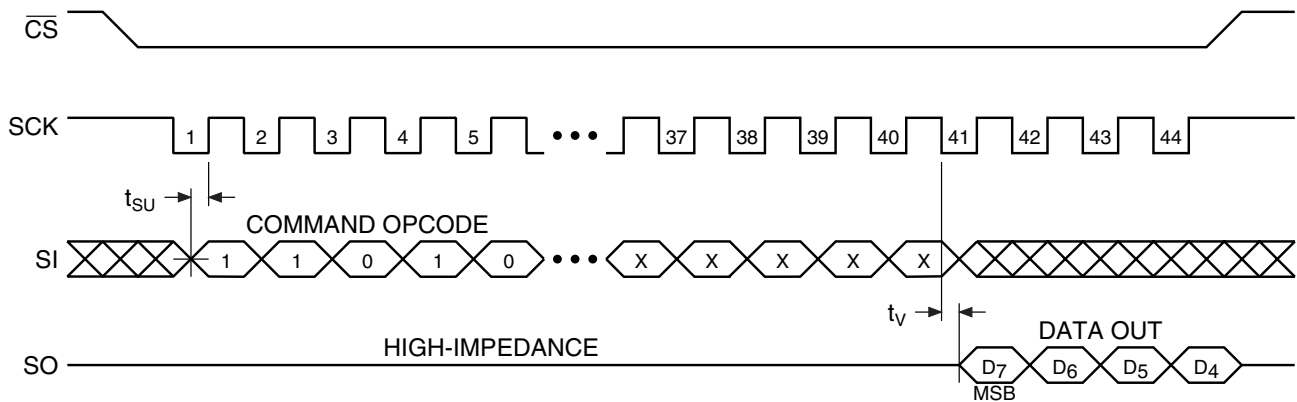 CS
SCK 1 2 3 4 5 ••• 37 38 39 40 41 42 43 44
tSU
COMMAND OPCODE
SI 1 1 0 1 0 ••• X X X X X
tV
DATA OUT
HIGH-IMPEDANCE
SO D7 D6 D5 D4
MSB